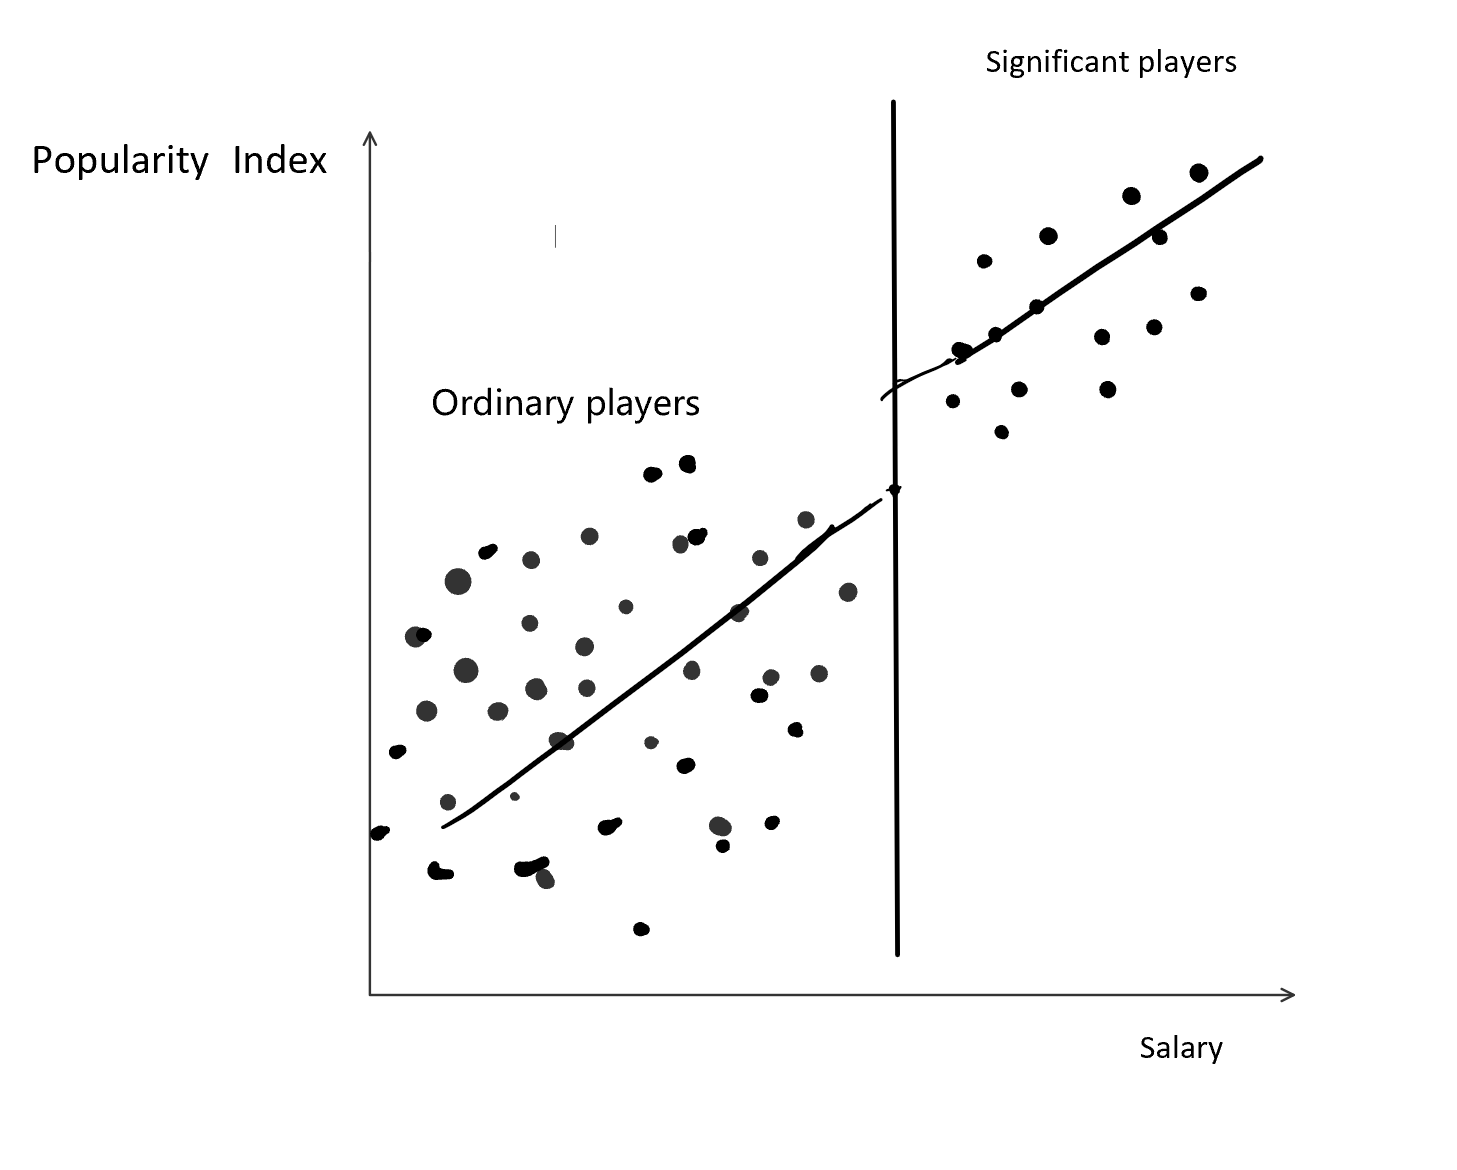 Significant players
Popularity Index
Ordinary players
Salary